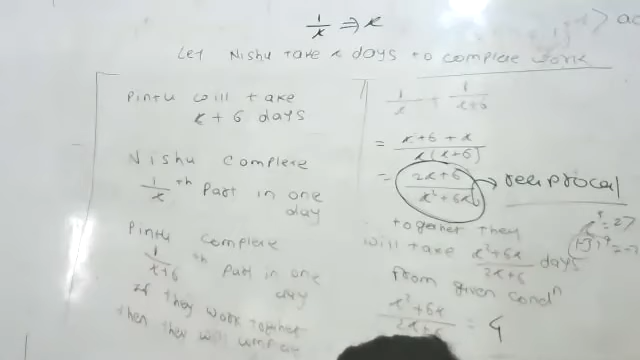 1/x ⇒ x
Let Nishu take x days to complete work
Pintu will take
x + 6 days
Nishu complete
1/x th part in one
day
Pintu complete
1/(x+6) th part in one
day
if they work together
then they will
1/x + 1/(x+6)
= (x+6+x)/(x(x+6))
= (2x+6)/(x²+6x) → reciprocal
together they
will take (x²+6x)/(2x+6) days
From given condⁿ
(x²+6x)/(2x+6) = 4